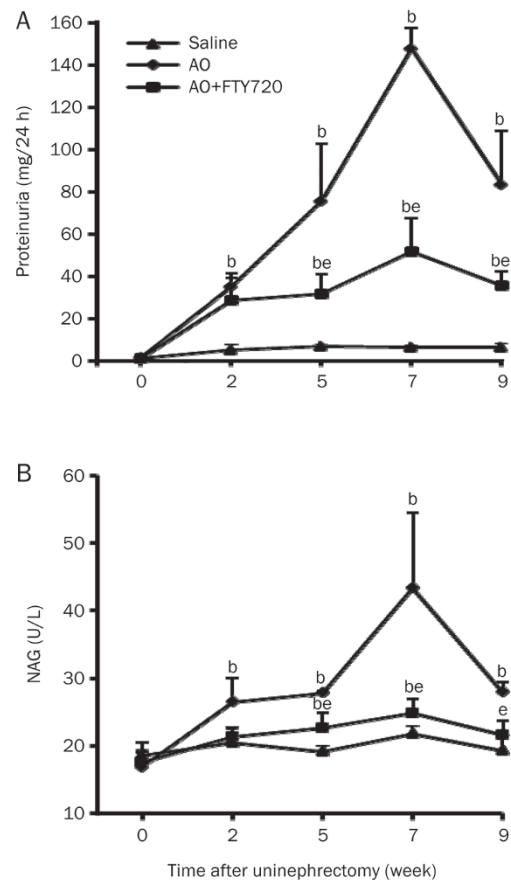 A
160
140
120
100
80
60
40
20
0
Proteinuria (mg/24 h)
Saline
AO
AO+FTY720
b
b
b
b
be
be
be
0 2 5 7 9
B
60
50
40
30
20
10
NAG (U/L)
b
b
b
b
be
be
e
0 2 5 7 9
Time after uninephrectomy (week)